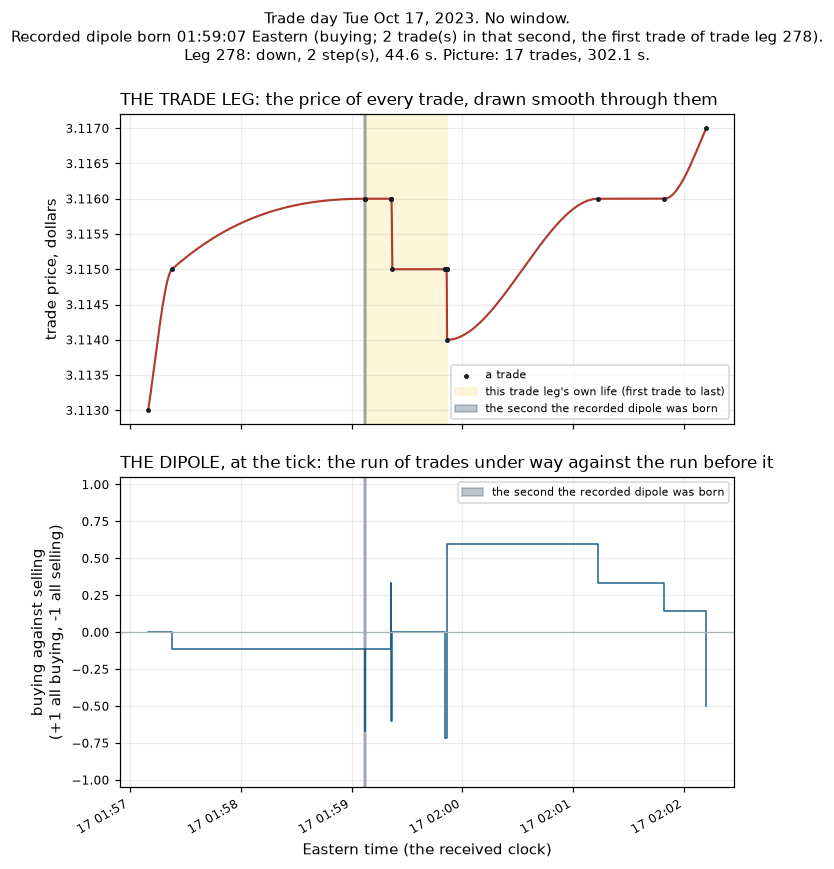 Trade day Tue Oct 17, 2023. No window.
Recorded dipole born 01:59:07 Eastern (buying; 2 trade(s) in that second, the first trade of trade leg 278).
Leg 278: down, 2 step(s), 44.6 s. Picture: 17 trades, 302.1 s.
THE TRADE LEG: the price of every trade, drawn smooth through them
trade price, dollars
3.1170
3.1165
3.1160
3.1155
3.1150
3.1145
3.1140
3.1135
3.1130
a trade
this trade leg's own life (first trade to last)
the second the recorded dipole was born
THE DIPOLE, at the tick: the run of trades under way against the run before it
buying against selling
(+1 all buying, -1 all selling)
1.00
0.75
0.50
0.25
0.00
−0.25
−0.50
−0.75
−1.00
the second the recorded dipole was born
17 01:57
17 01:58
17 01:59
17 02:00
17 02:01
17 02:02
Eastern time (the received clock)